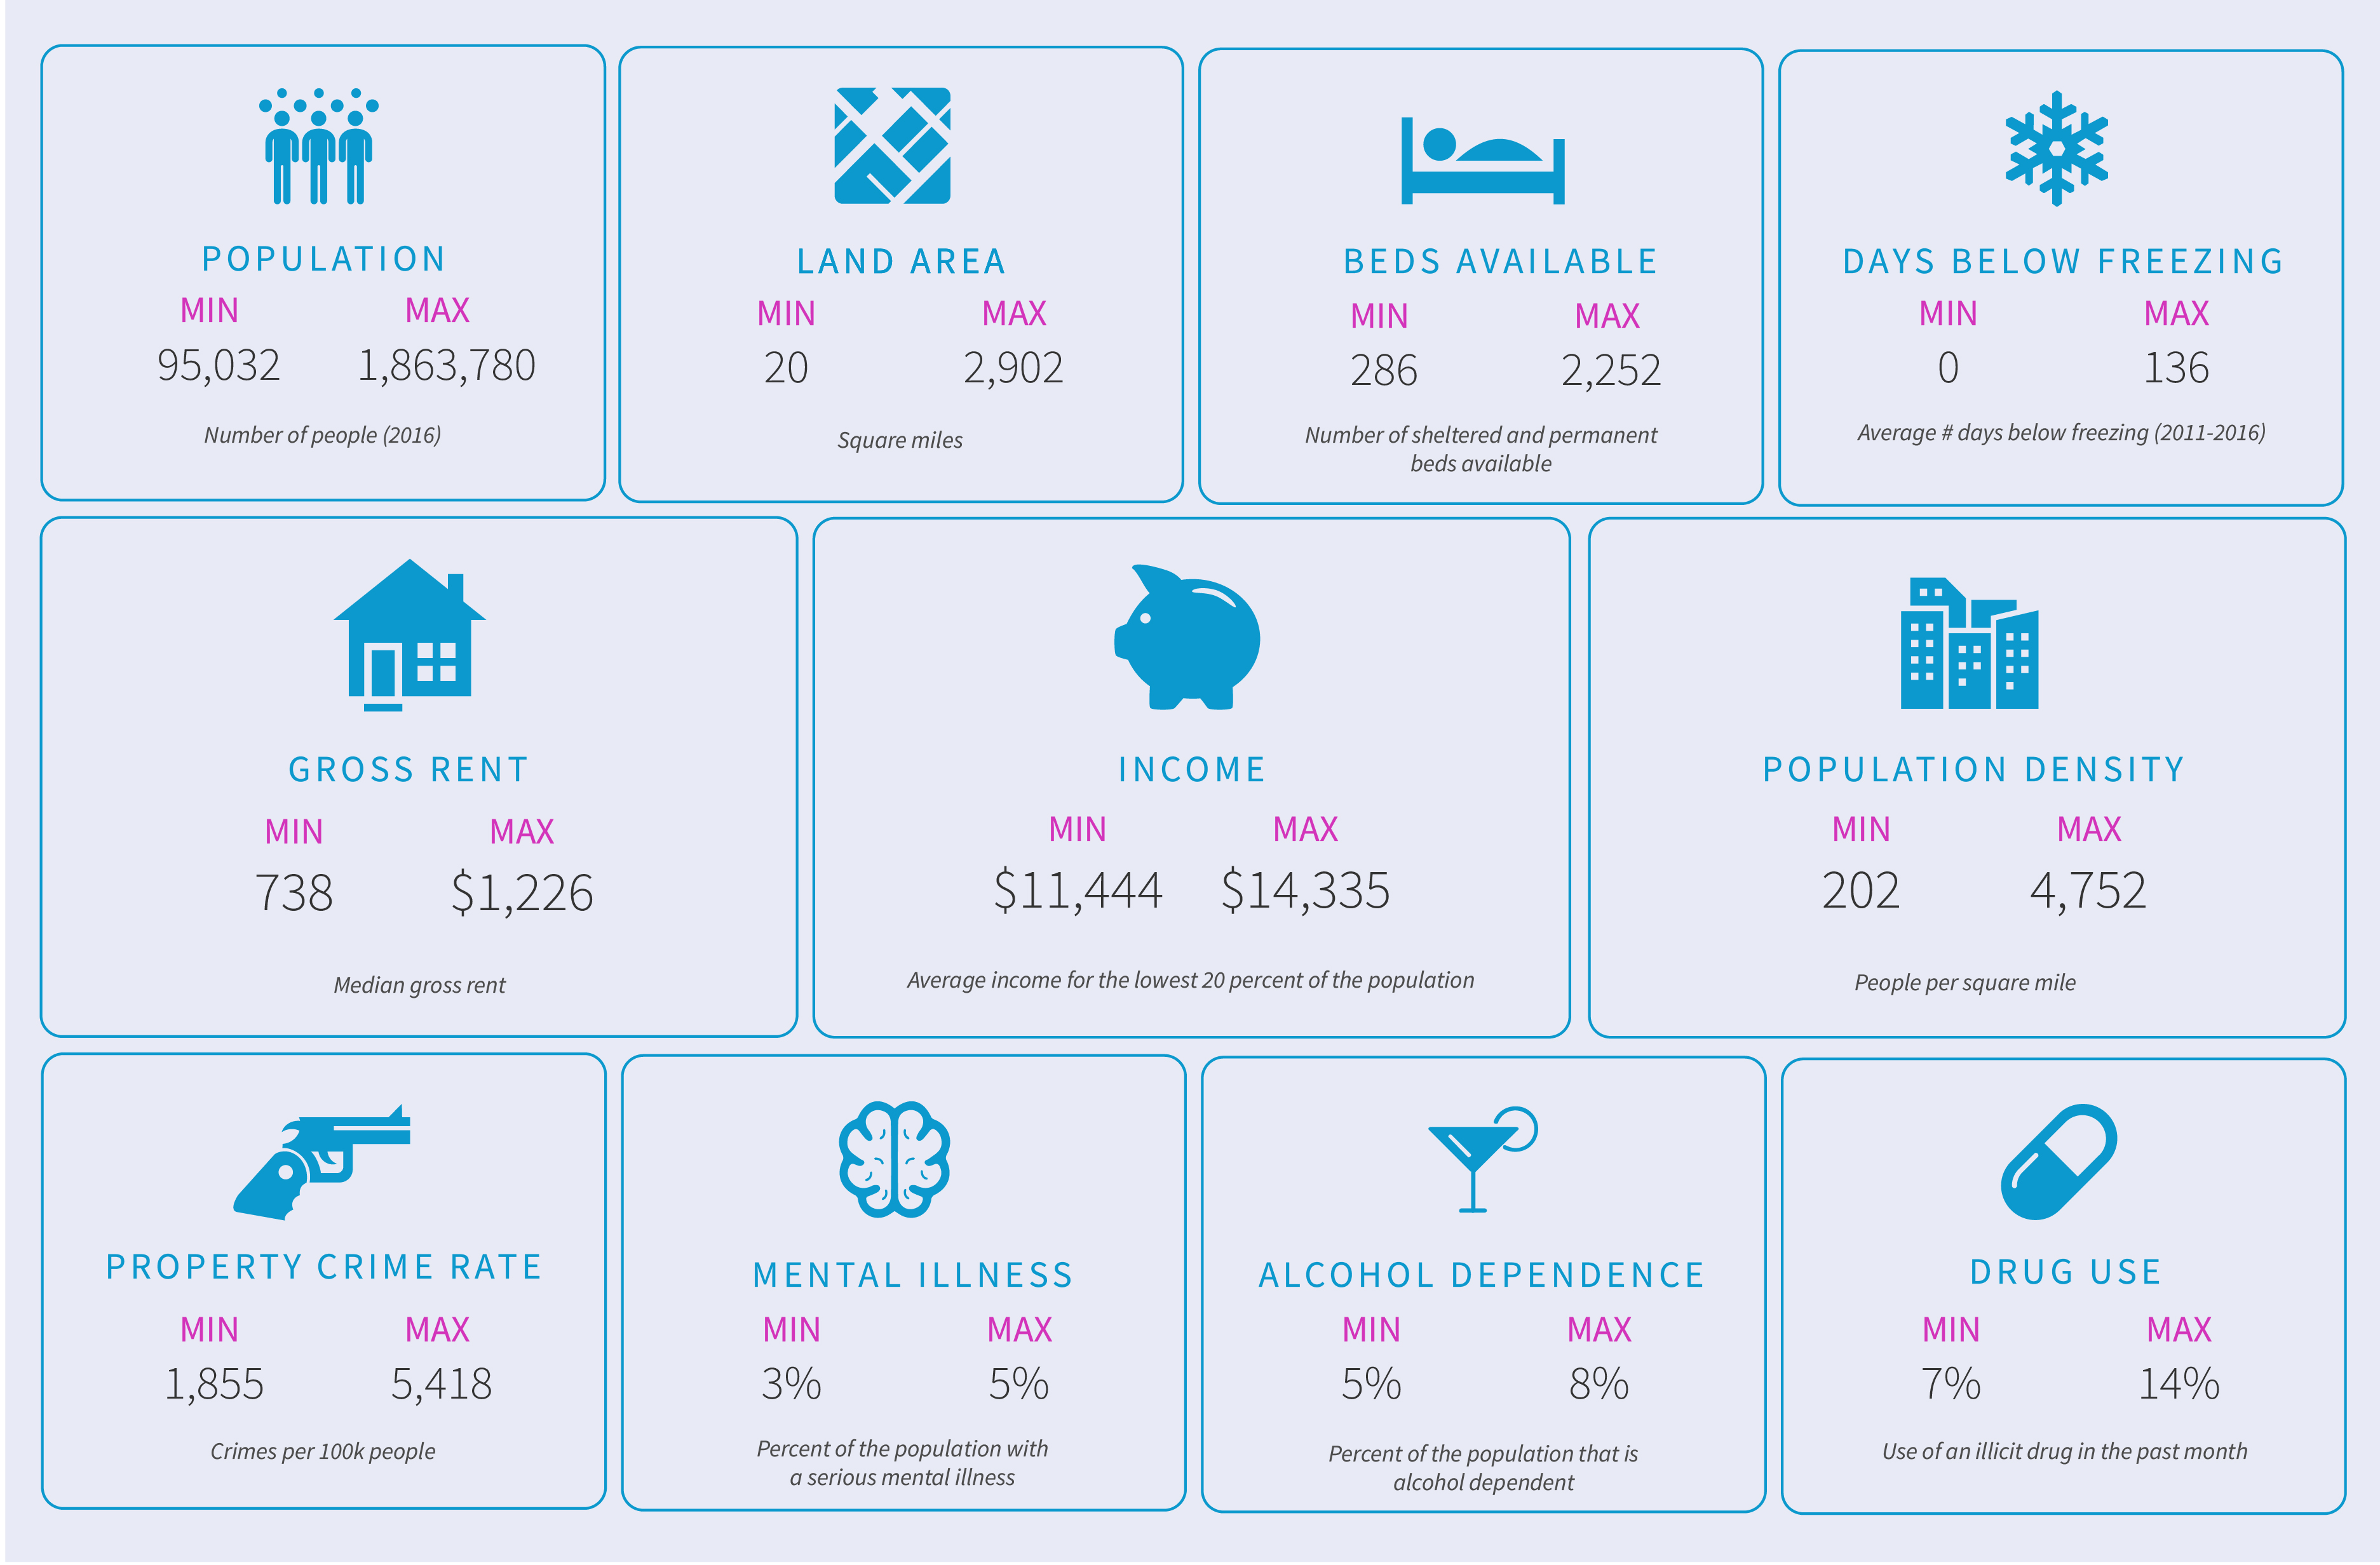 POPULATION
MIN MAX
95,032 1,863,780
Number of people (2016)
LAND AREA
MIN MAX
20 2,902
Square miles
BEDS AVAILABLE
MIN MAX
286 2,252
Number of sheltered and permanent
beds available
DAYS BELOW FREEZING
MIN MAX
0 136
Average # days below freezing (2011-2016)
GROSS RENT
MIN MAX
738 $1,226
Median gross rent
INCOME
MIN MAX
$11,444 $14,335
Average income for the lowest 20 percent of the population
POPULATION DENSITY
MIN MAX
202 4,752
People per square mile
PROPERTY CRIME RATE
MIN MAX
1,855 5,418
Crimes per 100k people
MENTAL ILLNESS
MIN MAX
3% 5%
Percent of the population with
a serious mental illness
ALCOHOL DEPENDENCE
MIN MAX
5% 8%
Percent of the population that is
alcohol dependent
DRUG USE
MIN MAX
7% 14%
Use of an illicit drug in the past month